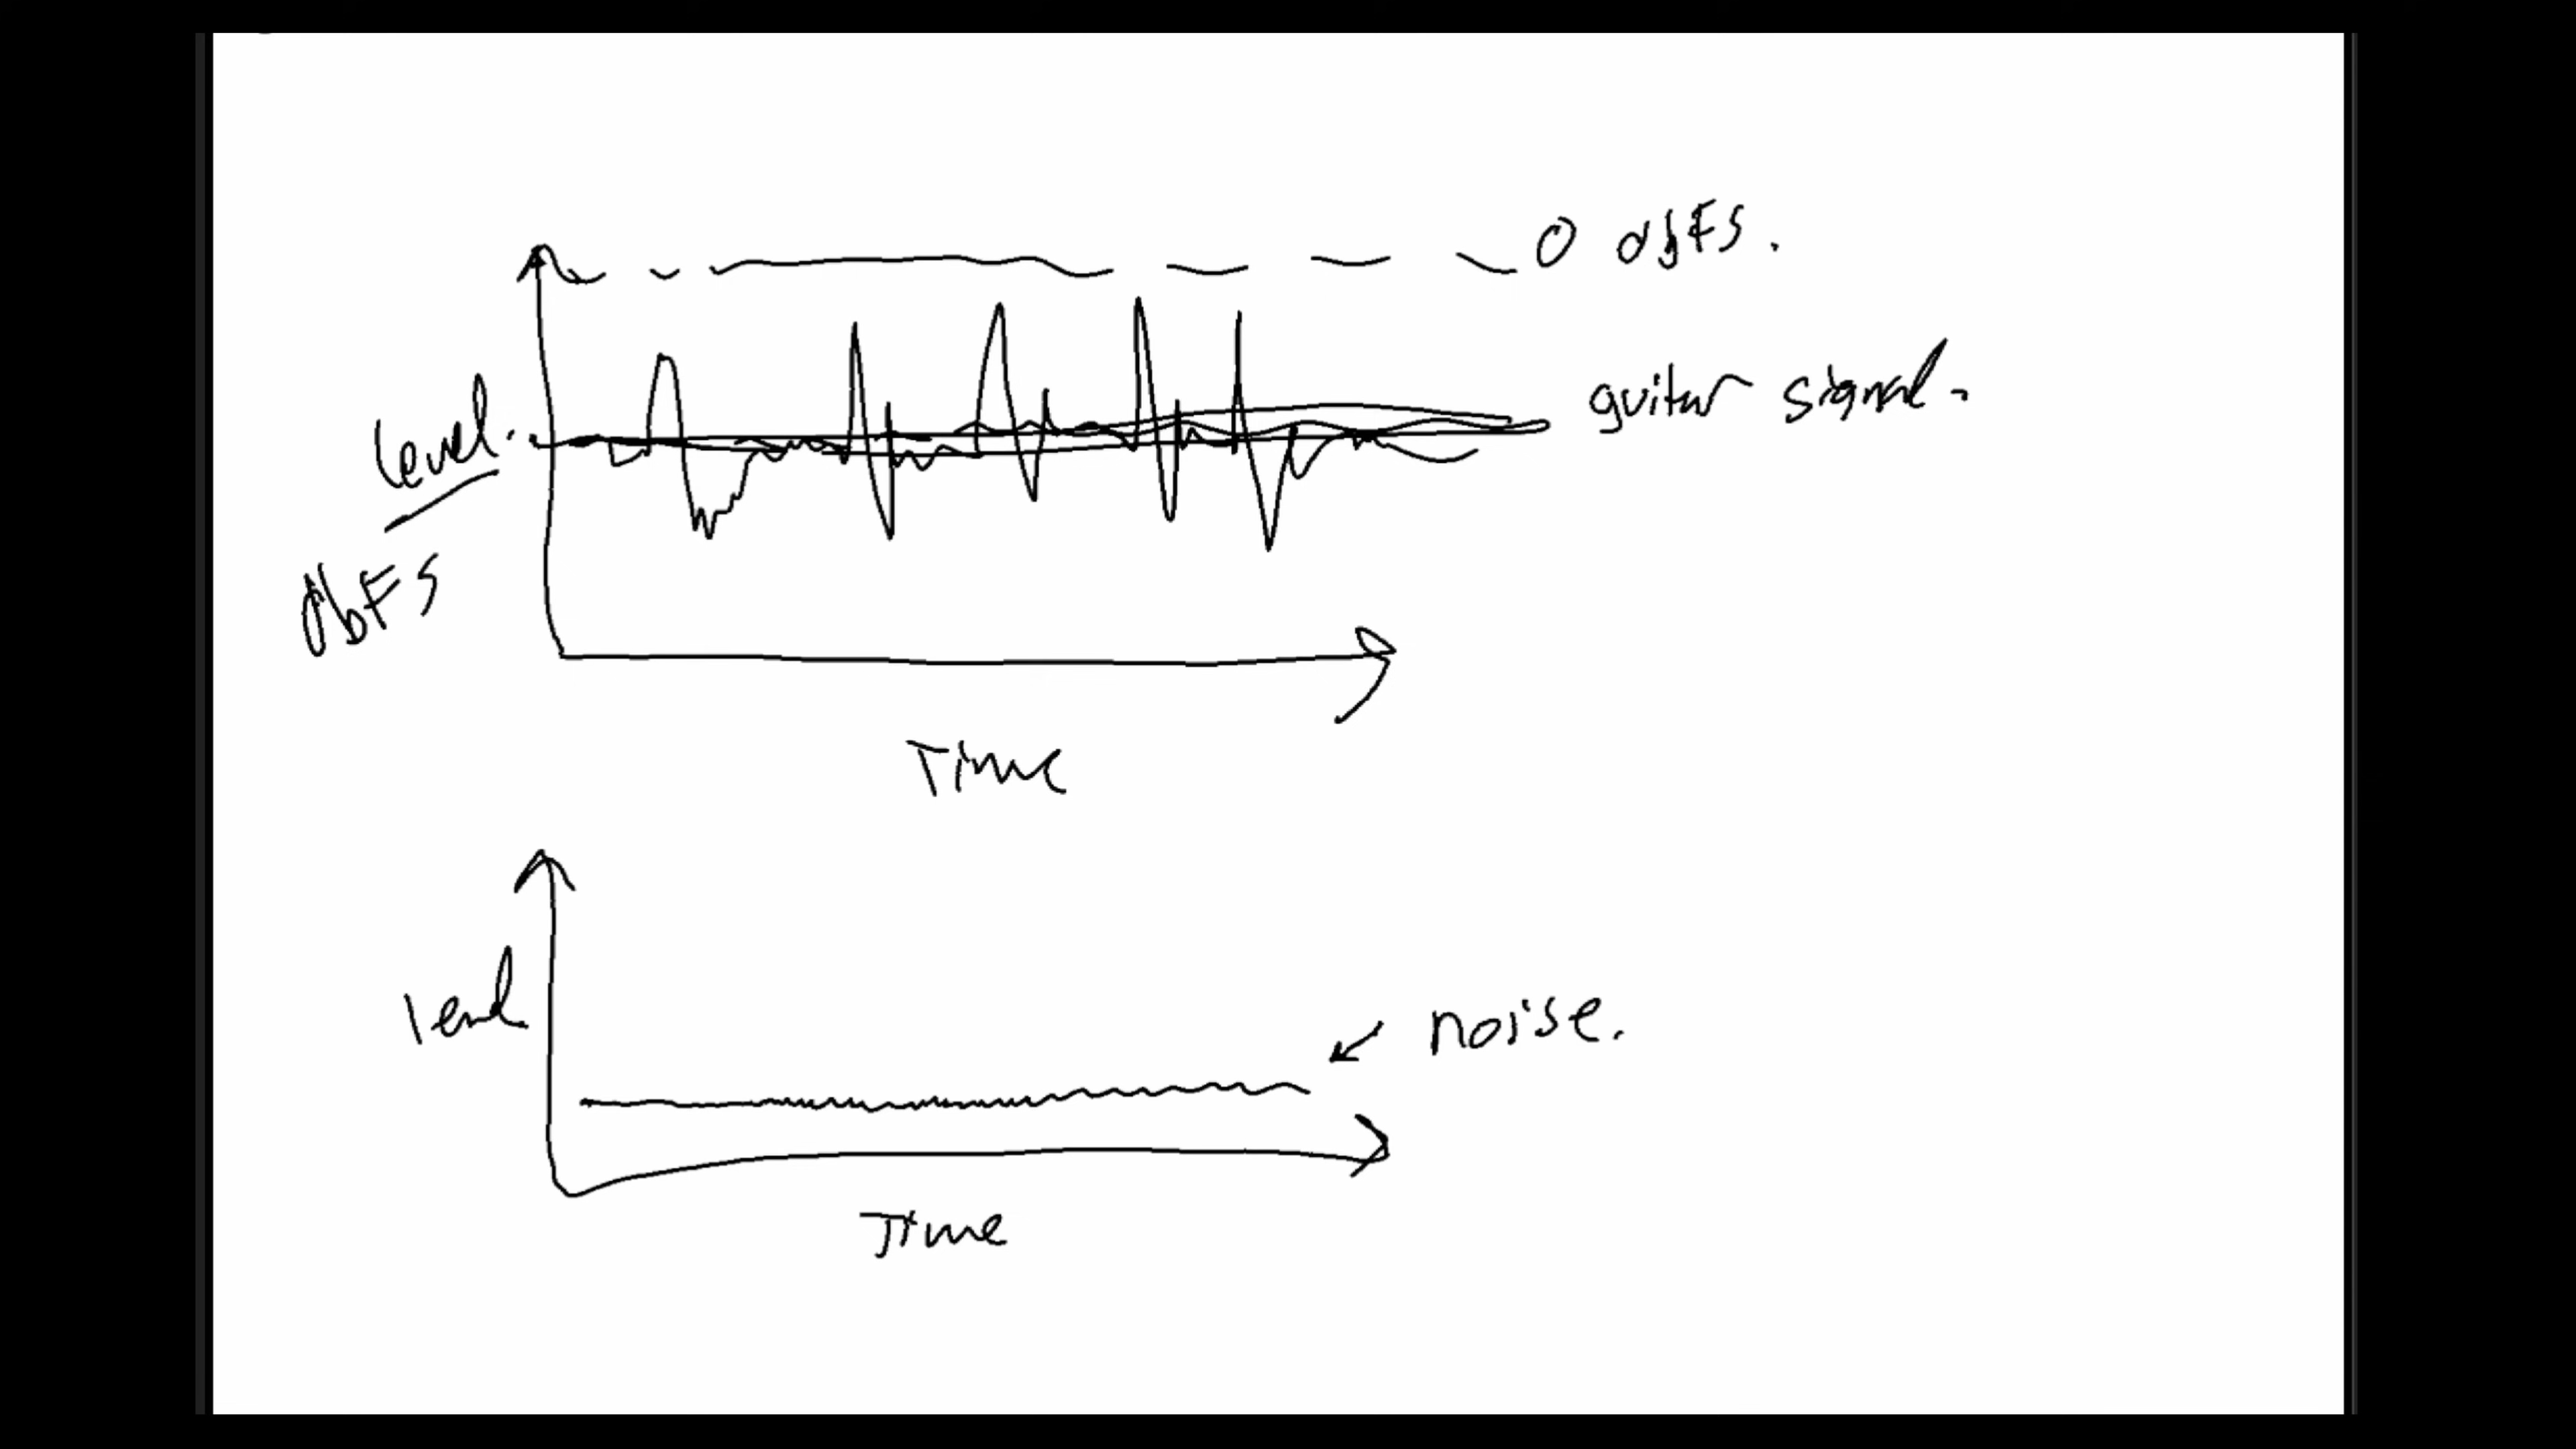 0 dbFS.
guitar signal.
level.
dbFS
Time
level
noise.
Time